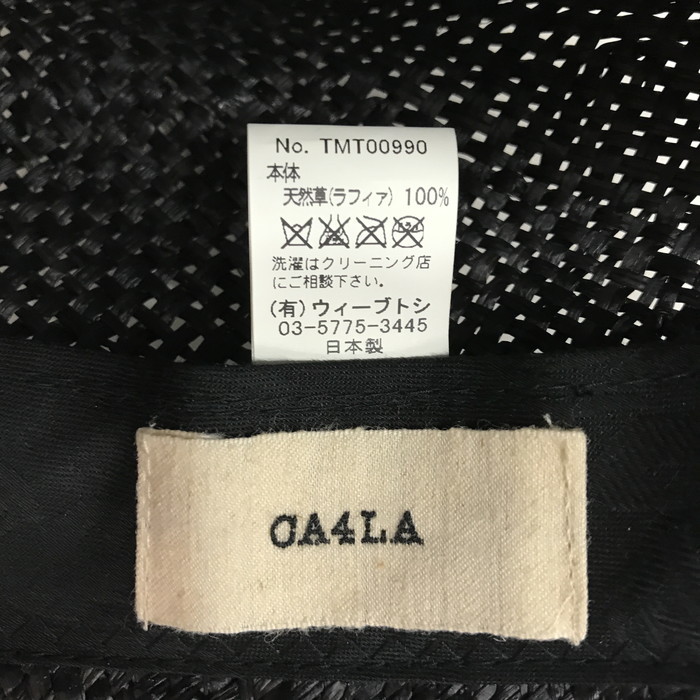 No. TMT00990
本体
天然草(ラフィア) 100%
洗濯はクリーニング店
にご相談下さい。
(有)ウィーブトシ
03-5775-3445
日本製
CA4LA